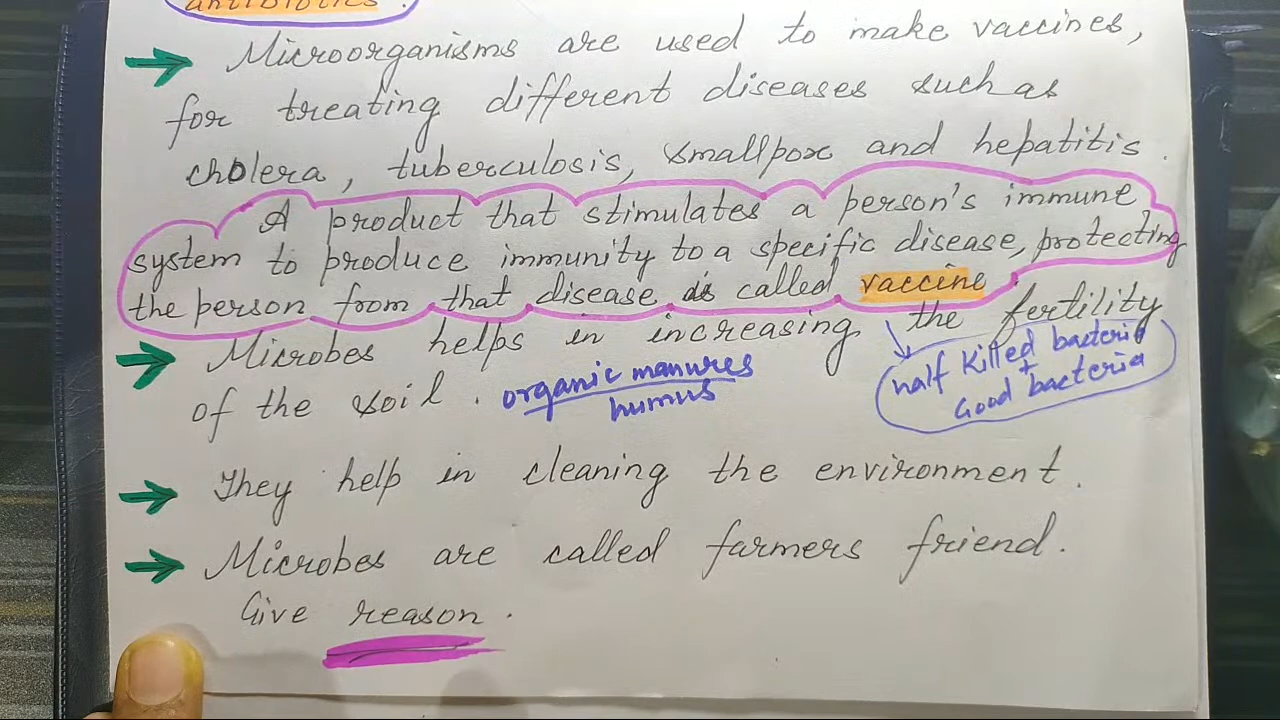 antibiotics.
Microorganisms are used to make vaccines,
for treating different diseases such as
cholera, tuberculosis, smallpox and hepatitis.
A product that stimulates a person's immune
system to produce immunity to a specific disease, protecting
the person from that disease is called vaccine.
Microbes helps in increasing the fertility
of the soil.
organic manures
humus
half killed bacteria
+
Good bacteria
They help in cleaning the environment.
Microbes are called farmers friend.
Give reason.